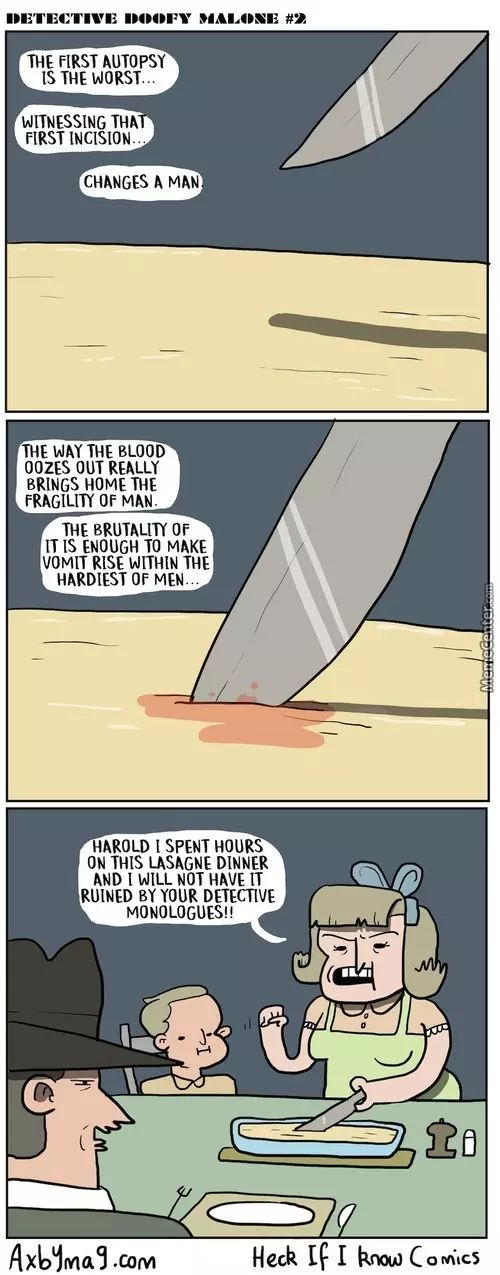 DETECTIVE DOOFY MALONE #2
THE FIRST AUTOPSY
IS THE WORST...
WITNESSING THAT
FIRST INCISION...
CHANGES A MAN.
THE WAY THE BLOOD
OOZES OUT REALLY
BRINGS HOME THE
FRAGILITY OF MAN.
THE BRUTALITY OF
IT IS ENOUGH TO MAKE
VOMIT RISE WITHIN THE
HARDIEST OF MEN...
MemeCenter.com
HAROLD I SPENT HOURS
ON THIS LASAGNE DINNER
AND I WILL NOT HAVE IT
RUINED BY YOUR DETECTIVE
MONOLOGUES!!
Axbymag.com
Heck If I know Comics